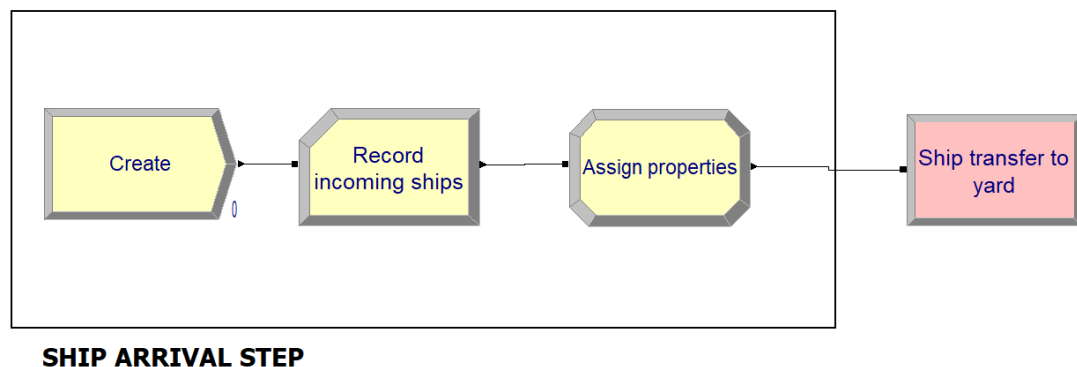 Create
0
Record
incoming ships
Assign properties
Ship transfer to
yard
SHIP ARRIVAL STEP